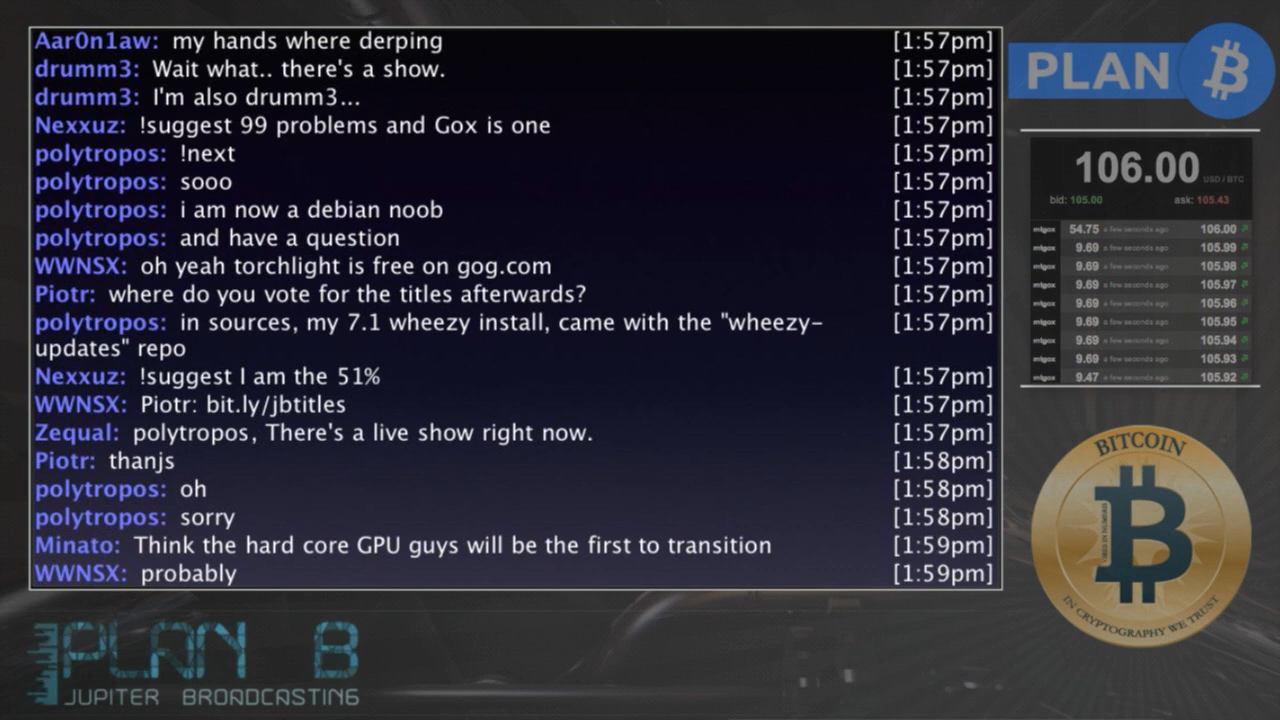 Aar0n1aw: my hands where derping [1:57pm]
drumm3: Wait what.. there's a show. [1:57pm]
drumm3: I'm also drumm3... [1:57pm]
Nexxuz: !suggest 99 problems and Gox is one [1:57pm]
polytropos: !next [1:57pm]
polytropos: sooo [1:57pm]
polytropos: i am now a debian noob [1:57pm]
polytropos: and have a question [1:57pm]
WWNSX: oh yeah torchlight is free on gog.com [1:57pm]
Piotr: where do you vote for the titles afterwards? [1:57pm]
polytropos: in sources, my 7.1 wheezy install, came with the "wheezy- [1:57pm]
updates" repo
Nexxuz: !suggest I am the 51% [1:57pm]
WWNSX: Piotr: bit.ly/jbtitles [1:57pm]
Zequal: polytropos, There's a live show right now. [1:57pm]
Piotr: thanjs [1:58pm]
polytropos: oh [1:58pm]
polytropos: sorry [1:58pm]
Minato: Think the hard core GPU guys will be the first to transition [1:59pm]
WWNSX: probably [1:59pm]
PLAN B
106.00 USD / BTC
bid: 105.00 ask: 105.43
mtgox 54.75 a few seconds ago 106.00
mtgox 9.69 a few seconds ago 105.99
mtgox 9.69 a few seconds ago 105.98
mtgox 9.69 a few seconds ago 105.97
mtgox 9.69 a few seconds ago 105.96
mtgox 9.69 a few seconds ago 105.95
mtgox 9.69 a few seconds ago 105.94
mtgox 9.69 a few seconds ago 105.93
mtgox 9.47 a few seconds ago 105.92
BITCOIN
B
IN CRYPTOGRAPHY WE TRUST
PLAN B
JUPITER BROADCASTING